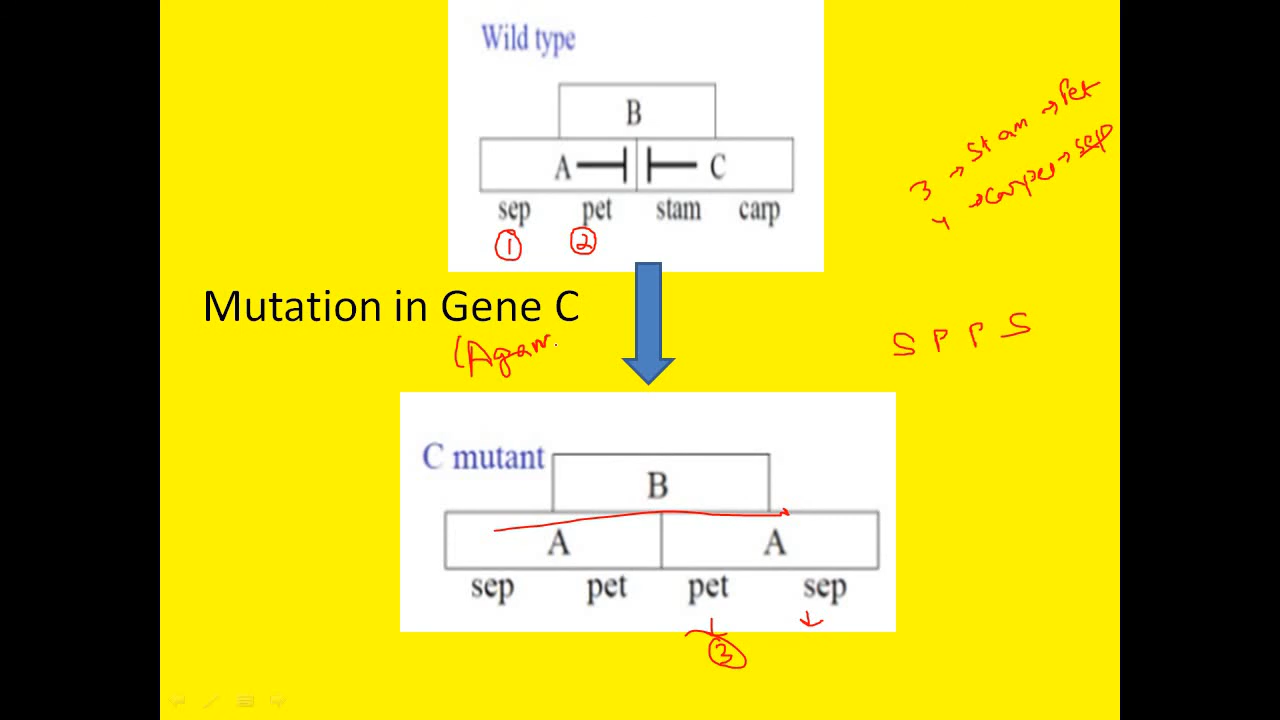 Wild type
B
A C
sep pet stam carp
1 2
3 → stam → Pet
4 → carpel → sep
Mutation in Gene C
(Agam
S P P S
C mutant
B
A A
sep pet pet sep
3